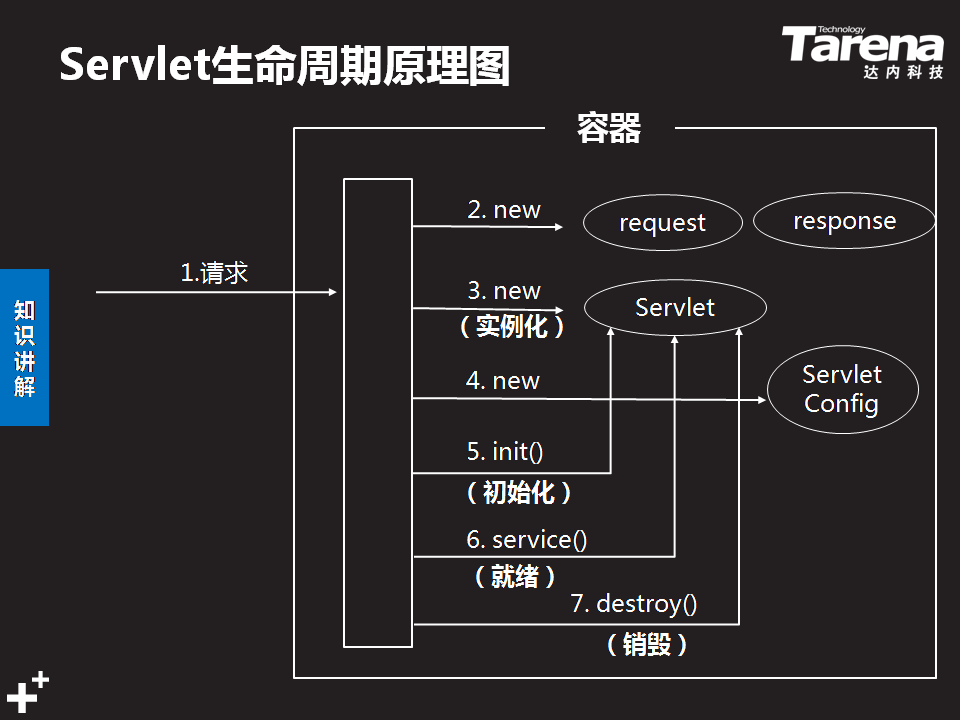 Servlet生命周期原理图
Technology
Tarena
达内科技
容器
2. new
request
response
1.请求
3. new
Servlet
（实例化）
知
识
讲
解
4. new
Servlet
Config
5. init()
（初始化）
6. service()
（就绪）
7. destroy()
（销毁）